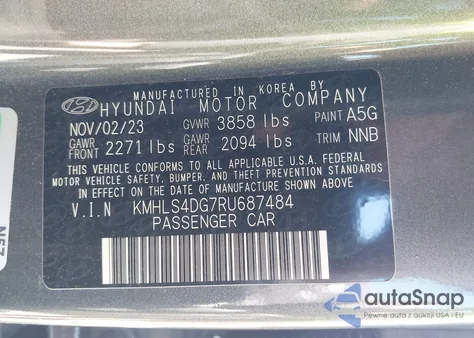 MANUFACTURED IN KOREA BY
HYUNDAI MOTOR COMPANY
NOV/02/23 GVWR 3858 lbs PAINT A5G
GAWR FRONT 2271 lbs GAWR REAR 2094 lbs TRIM NNB
THIS VEHICLE CONFORMS TO ALL APPLICABLE U.S.A. FEDERAL
MOTOR VEHICLE SAFETY, BUMPER, AND THEFT PREVENTION STANDARDS
IN EFFECT ON THE DATE OF MANUFACTURE SHOWN ABOVE.
V.I.N KMHLS4DG7RU687484
PASSENGER CAR
N57
autoSnap
Pewne auta z aukcji USA i EU